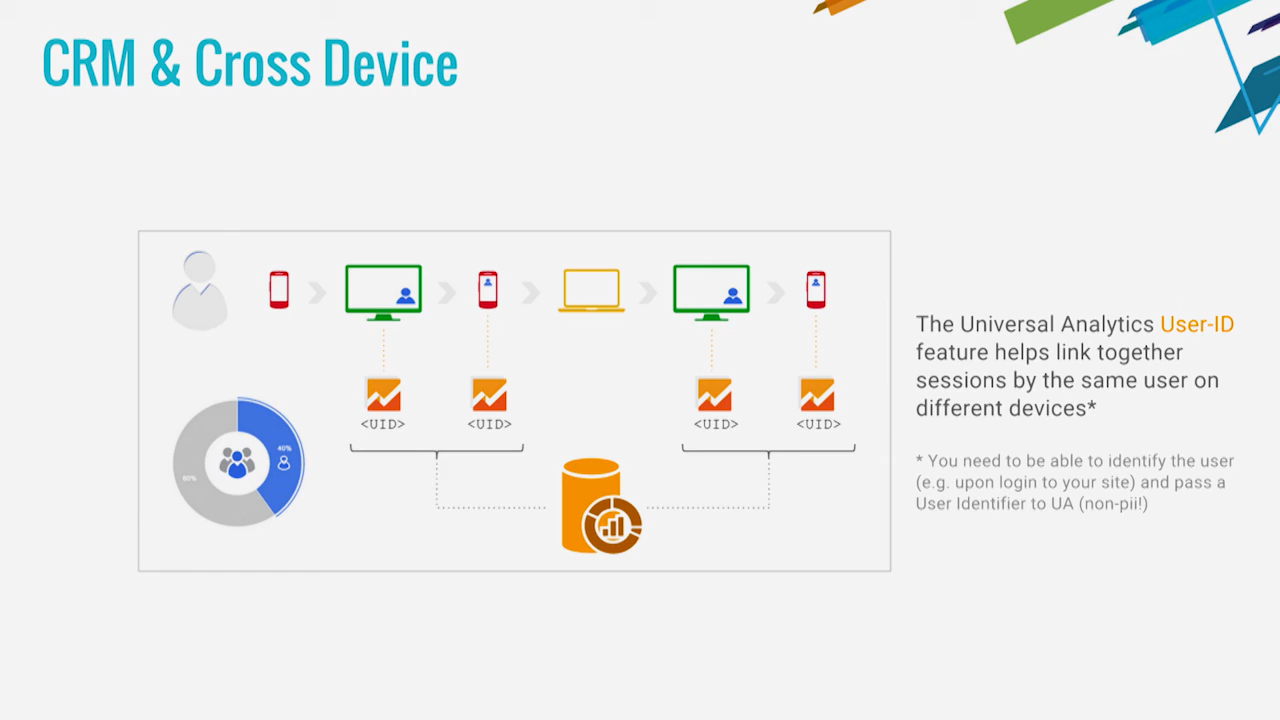 CRM & Cross Device
<UID>
<UID>
<UID>
<UID>
40%
60%
The Universal Analytics User-ID
feature helps link together
sessions by the same user on
different devices*
* You need to be able to identify the user
(e.g. upon login to your site) and pass a
User Identifier to UA (non-pii!)